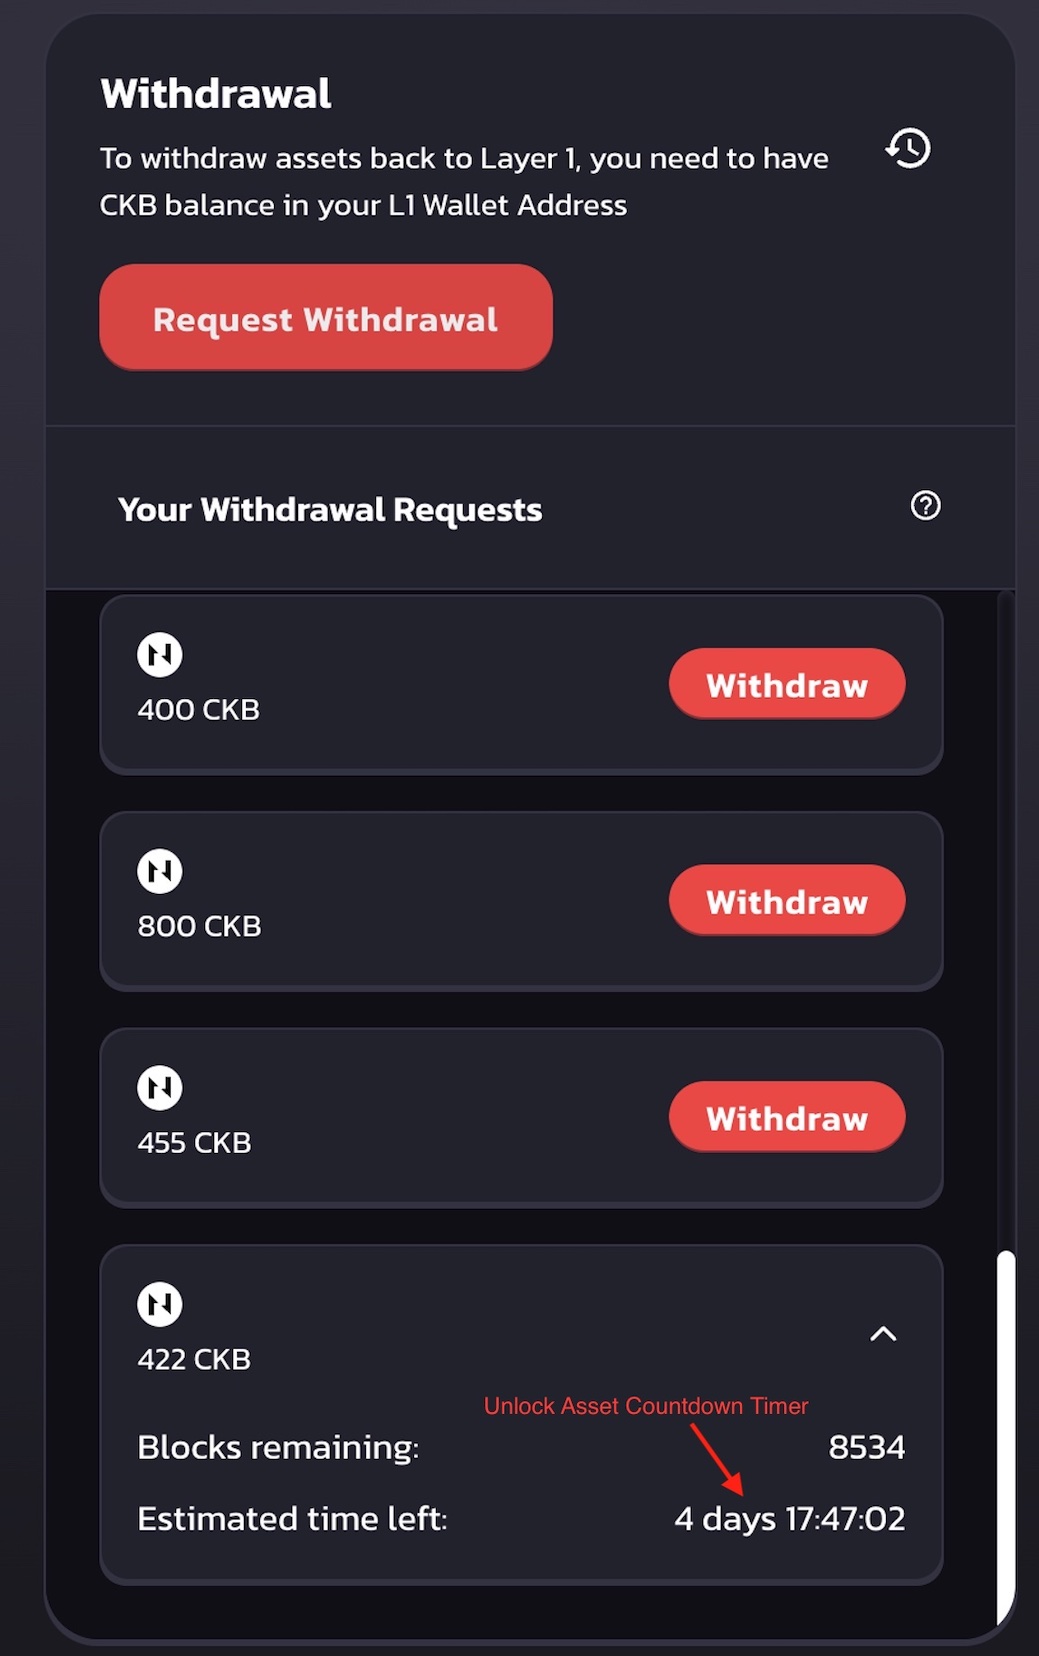 Withdrawal
To withdraw assets back to Layer 1, you need to have
CKB balance in your L1 Wallet Address
Request Withdrawal
Your Withdrawal Requests
400 CKB
Withdraw
800 CKB
Withdraw
455 CKB
Withdraw
422 CKB
Unlock Asset Countdown Timer
Blocks remaining: 8534
Estimated time left: 4 days 17:47:02